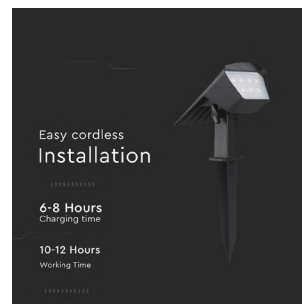 Easy cordless
Installation
6-8 Hours
Charging time
10-12 Hours
Working Time